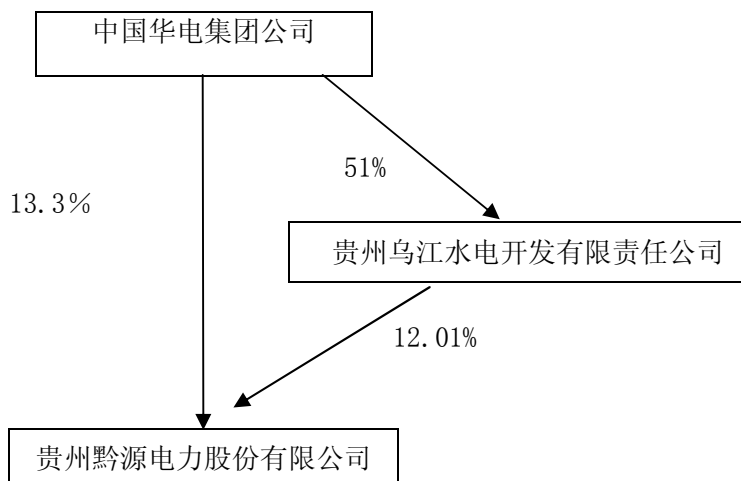 中国华电集团公司
51%
13.3％
贵州乌江水电开发有限责任公司
12.01%
贵州黔源电力股份有限公司